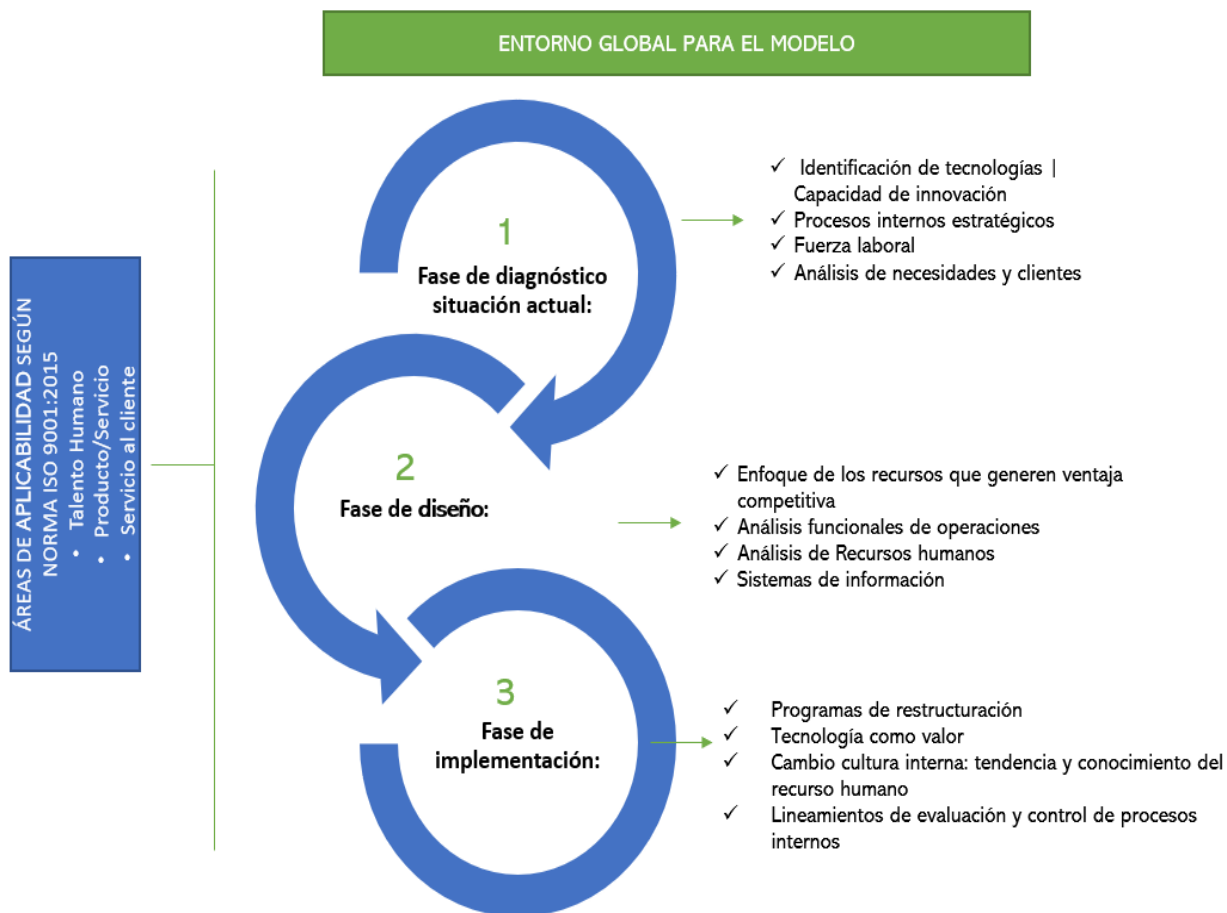 ENTORNO GLOBAL PARA EL MODELO
ÁREAS DE APLICABILIDAD SEGÚN
NORMA ISO 9001:2015
• Talento Humano
• Producto/Servicio
• Servicio al cliente
1
Fase de diagnóstico
situación actual:
✓ Identificación de tecnologías |
Capacidad de innovación
✓ Procesos internos estratégicos
✓ Fuerza laboral
✓ Análisis de necesidades y clientes
2
Fase de diseño:
✓ Enfoque de los recursos que generen ventaja
competitiva
✓ Análisis funcionales de operaciones
✓ Análisis de Recursos humanos
✓ Sistemas de información
3
Fase de
implementación:
✓ Programas de restructuración
✓ Tecnología como valor
✓ Cambio cultura interna: tendencia y conocimiento del
recurso humano
✓ Lineamientos de evaluación y control de procesos
internos